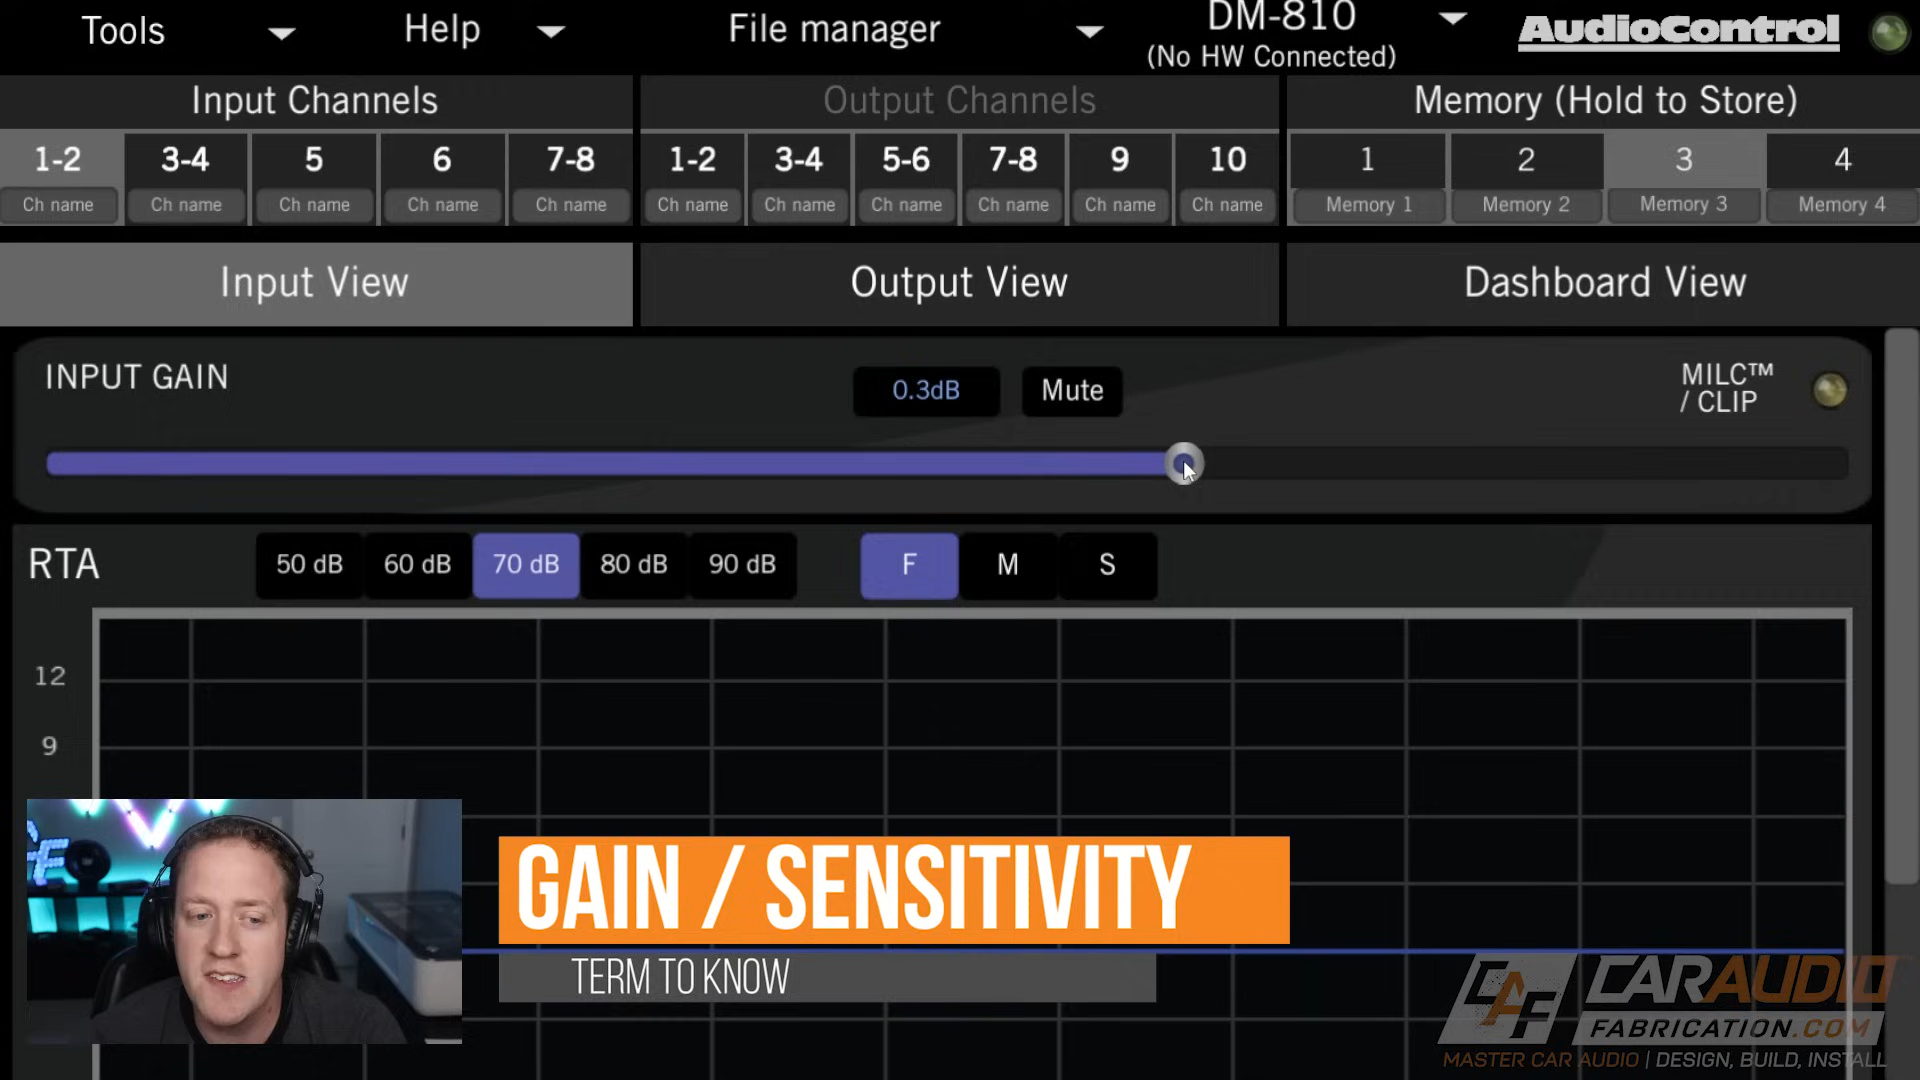 Tools
Help
File manager
DM-810
(No HW Connected)
AudioControl
Input Channels
Output Channels
Memory (Hold to Store)
1-2
3-4
5
6
7-8
1-2
3-4
5-6
7-8
9
10
1
2
3
4
Ch name
Ch name
Ch name
Ch name
Ch name
Ch name
Ch name
Ch name
Ch name
Ch name
Ch name
Memory 1
Memory 2
Memory 3
Memory 4
Input View
Output View
Dashboard View
INPUT GAIN
0.3dB
Mute
MILC™
/ CLIP
RTA
50 dB
60 dB
70 dB
80 dB
90 dB
F
M
S
12
9
GAIN / SENSITIVITY
TERM TO KNOW
CAF
CARAUDIO
FABRICATION.COM
MASTER CAR AUDIO | DESIGN, BUILD, INSTALL